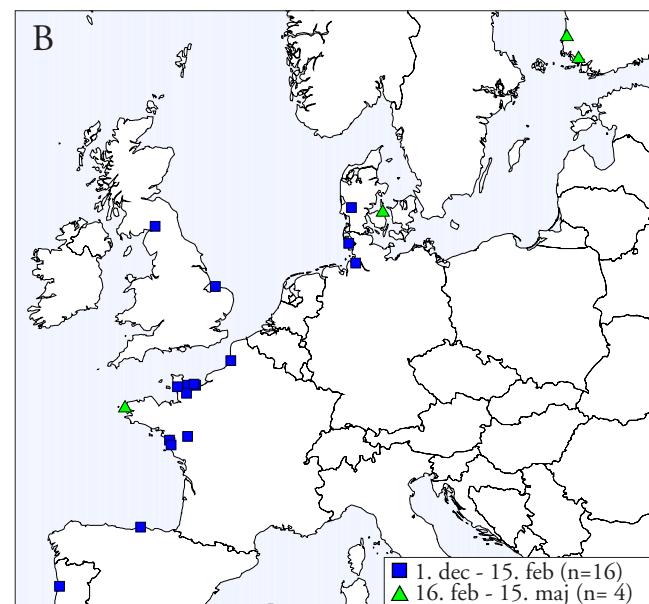 B
1. dec - 15. feb (n=16)
16. feb - 15. maj (n= 4)